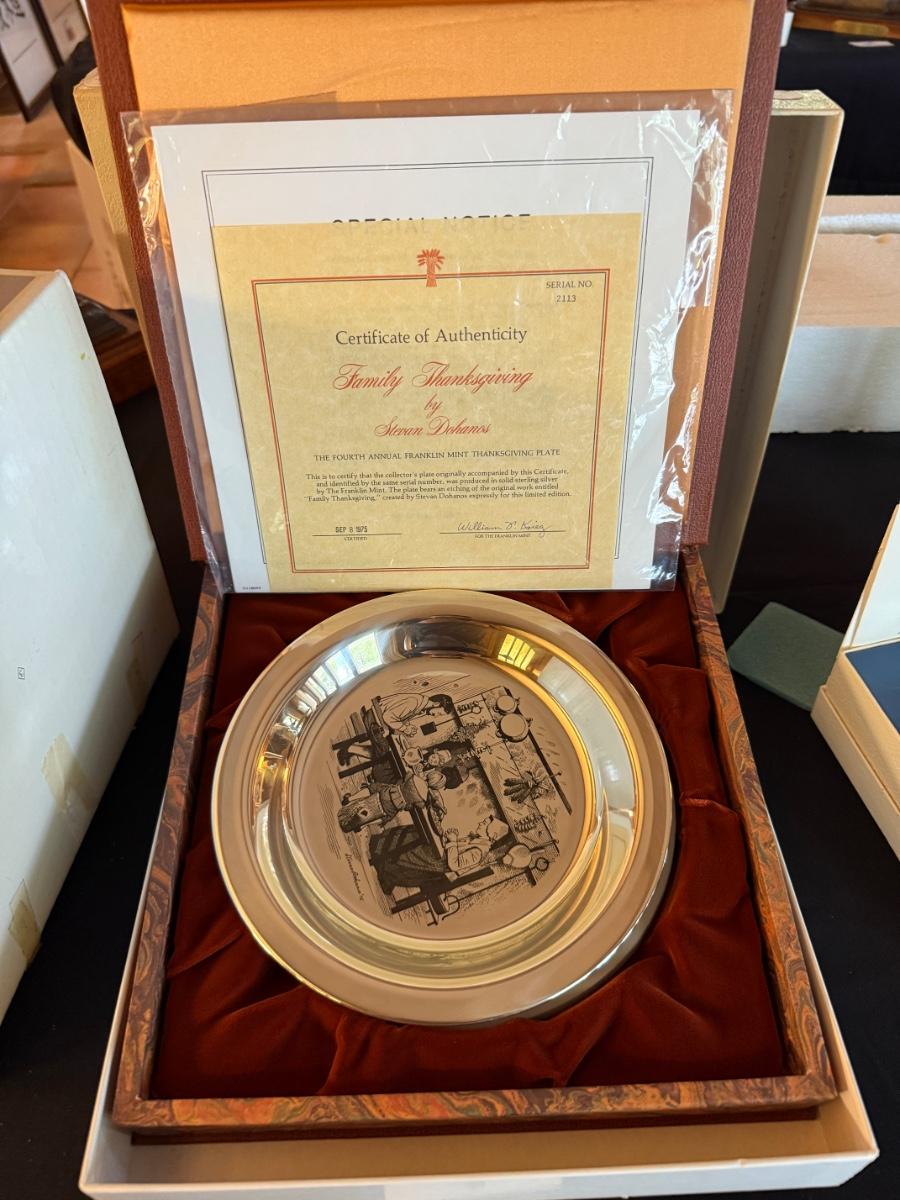 SPECIAL NOTICE
SERIAL NO.
2113
Certificate of Authenticity
Family Thanksgiving
by
Stevan Dohanos
THE FOURTH ANNUAL FRANKLIN MINT THANKSGIVING PLATE
This is to certify that the collector's plate originally accompanied by this Certificate,
and identified by the same serial number, was produced in solid sterling silver
by The Franklin Mint. The plate bears an etching of the original work entitled
"Family Thanksgiving," created by Stevan Dohanos expressly for this limited edition.
SEP 8 1975
CERTIFIED
FOR THE FRANKLIN MINT